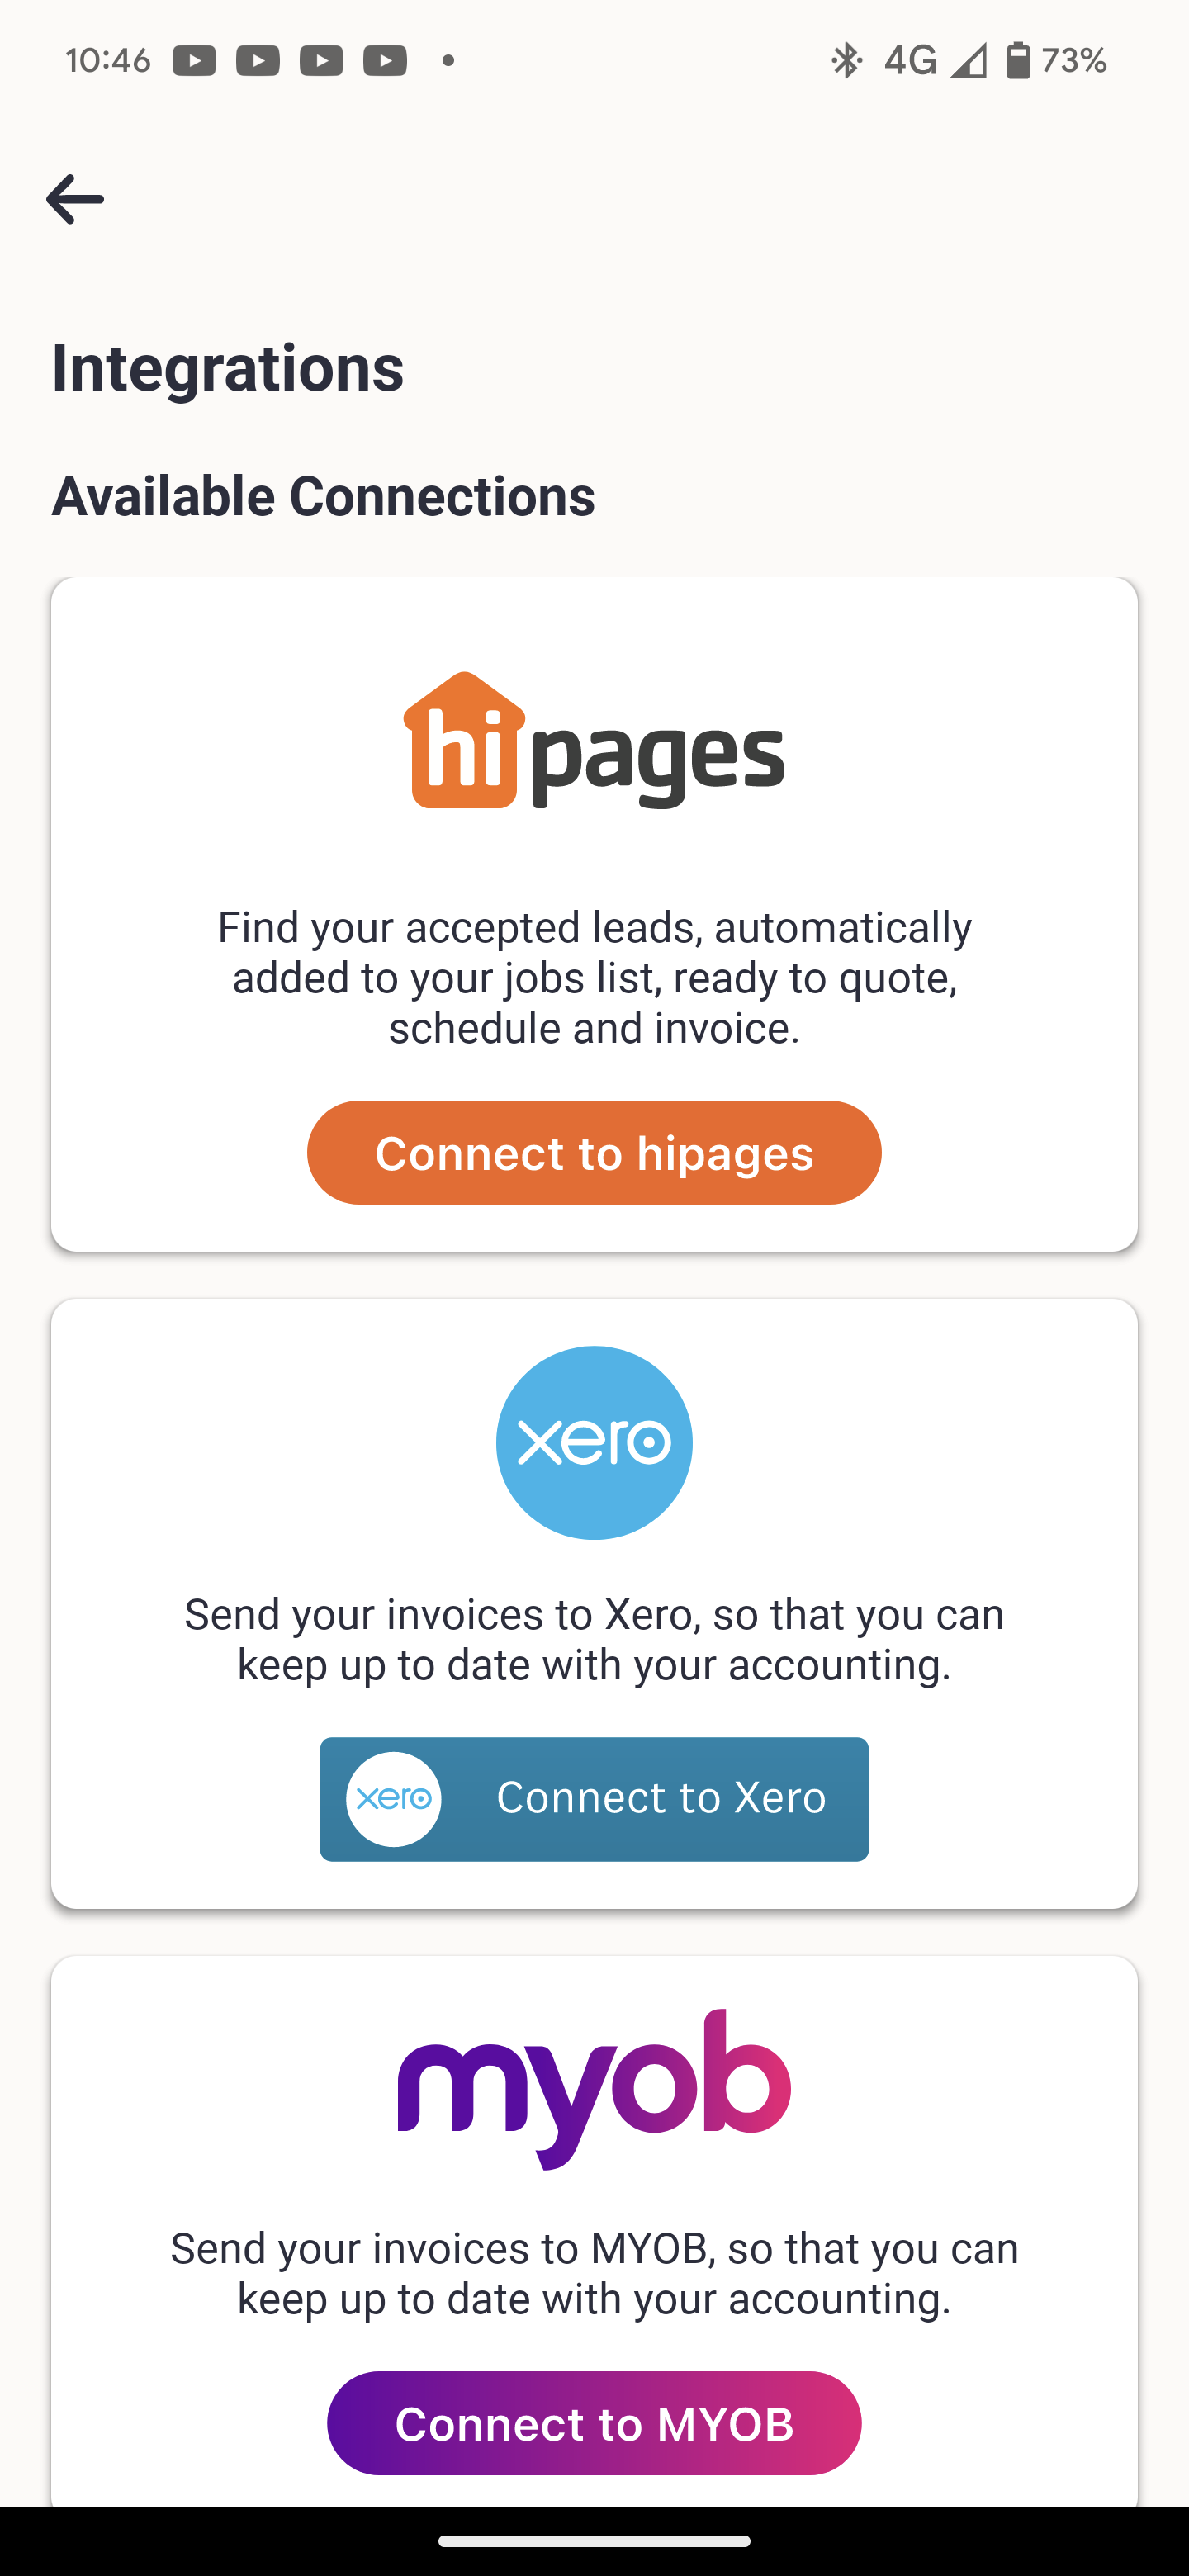 10:46 4G 73%
Integrations
Available Connections
hipages
Find your accepted leads, automatically
added to your jobs list, ready to quote,
schedule and invoice.
Connect to hipages
xero
Send your invoices to Xero, so that you can
keep up to date with your accounting.
xero Connect to Xero
myob
Send your invoices to MYOB, so that you can
keep up to date with your accounting.
Connect to MYOB